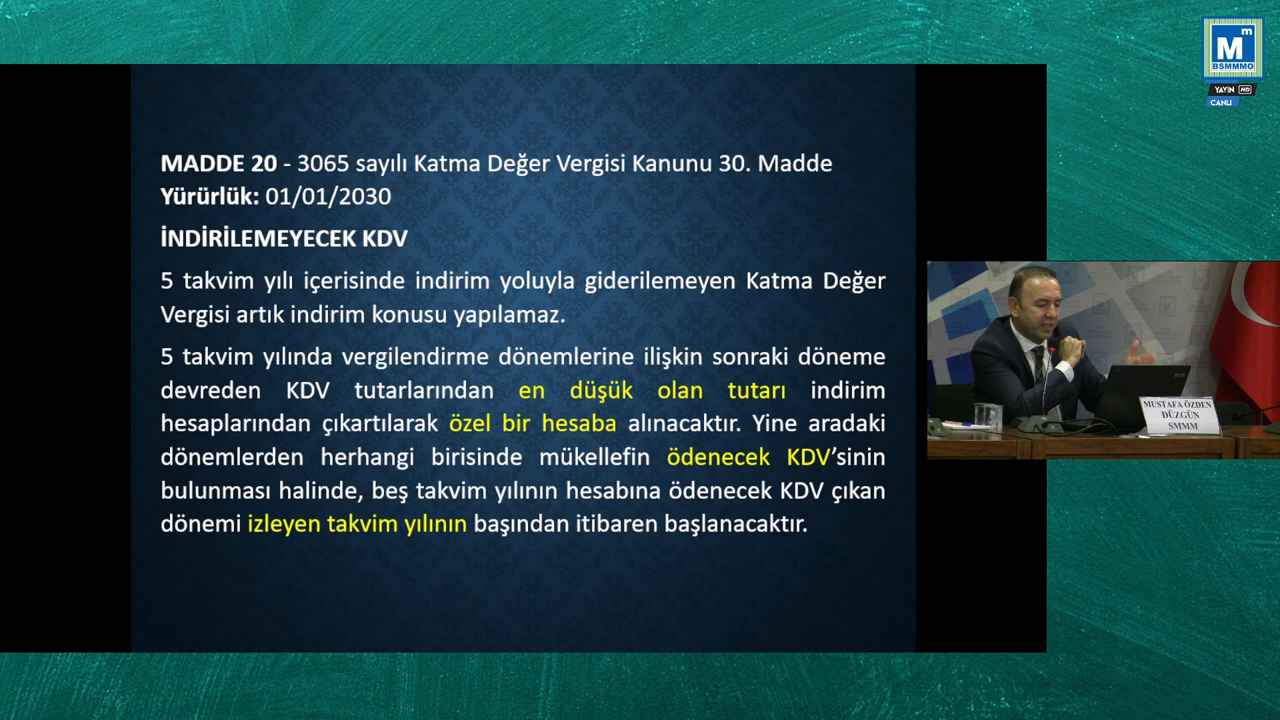 m
M
BSMMMO
YAYIN HD
CANLI
MADDE 20 - 3065 sayılı Katma Değer Vergisi Kanunu 30. Madde
Yürürlük: 01/01/2030
İNDİRİLEMEYECEK KDV
5 takvim yılı içerisinde indirim yoluyla giderilemeyen Katma Değer
Vergisi artık indirim konusu yapılamaz.
5 takvim yılında vergilendirme dönemlerine ilişkin sonraki döneme
devreden KDV tutarlarından en düşük olan tutarı indirim
hesaplarından çıkartılarak özel bir hesaba alınacaktır. Yine aradaki
dönemlerden herhangi birisinde mükellefin ödenecek KDV’sinin
bulunması halinde, beş takvim yılının hesabına ödenecek KDV çıkan
dönemi izleyen takvim yılının başından itibaren başlanacaktır.
MUSTAFA ÖZDEN
DÜZGÜN
SMMM